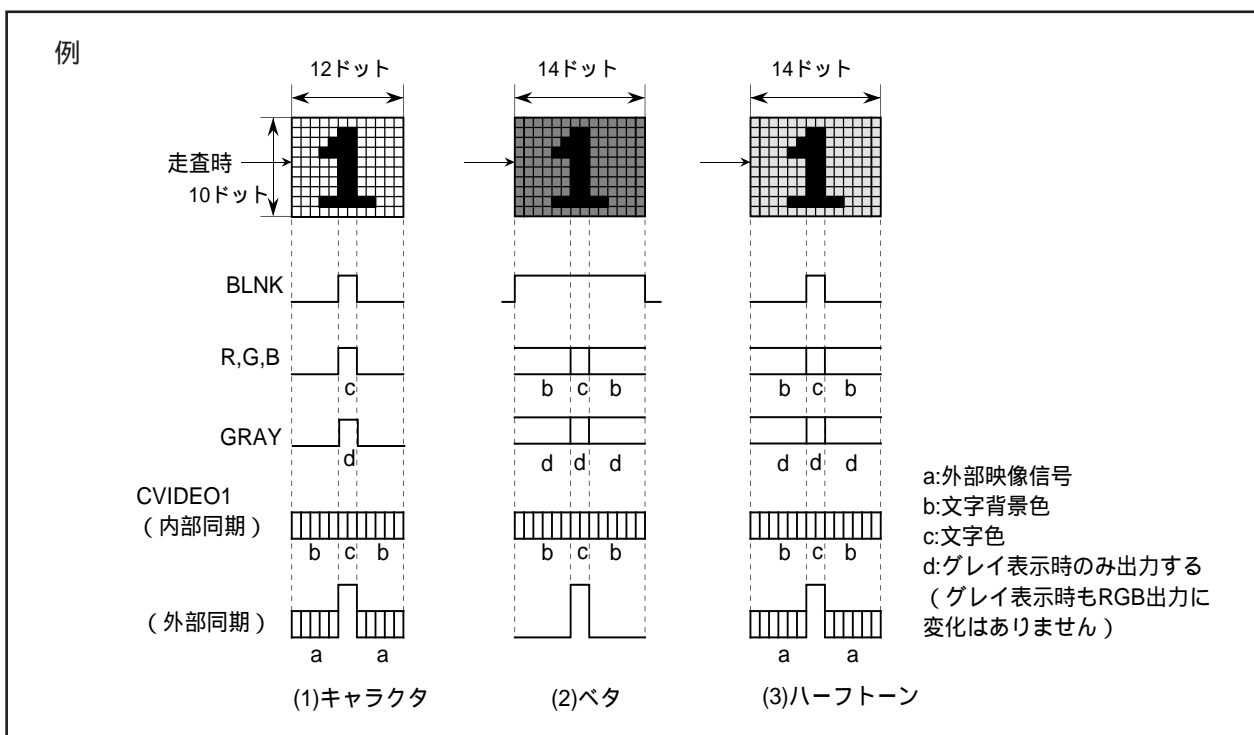 例
12ドット
14ドット
14ドット
走査時
10ドット
BLNK
R,G,B
c
b c b
b c b
GRAY
d
d d d
d d d
CVIDEO1
（内部同期）
b c b
b c b
b c b
（外部同期）
a a
a a
a:外部映像信号
b:文字背景色
c:文字色
d:グレイ表示時のみ出力する
（グレイ表示時もRGB出力に
変化はありません）
(1)キャラクタ
(2)ベタ
(3)ハーフトーン